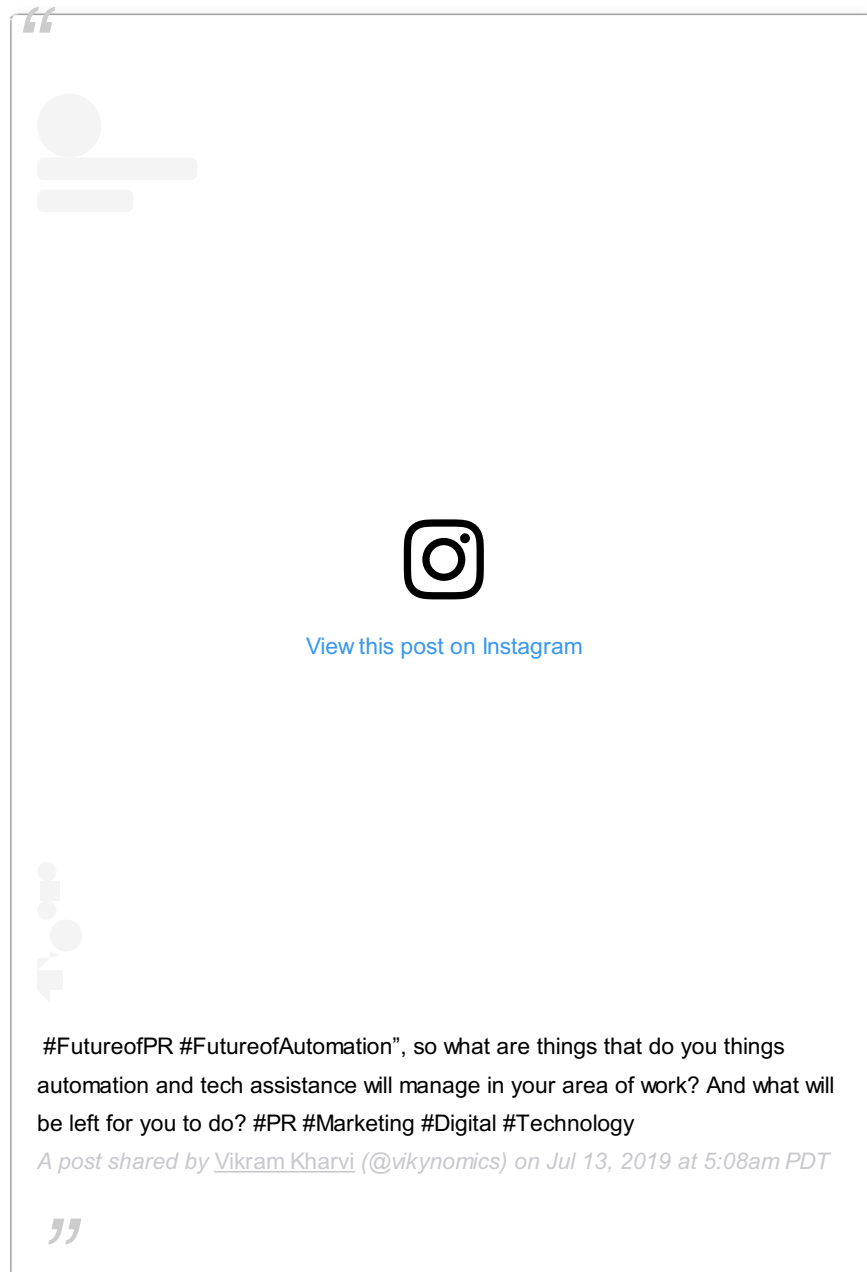 “
View this post on Instagram
#FutureofPR #FutureofAutomation”, so what are things that do you things
automation and tech assistance will manage in your area of work? And what will
be left for you to do? #PR #Marketing #Digital #Technology
A post shared by Vikram Kharvi (@vikynomics) on Jul 13, 2019 at 5:08am PDT
”